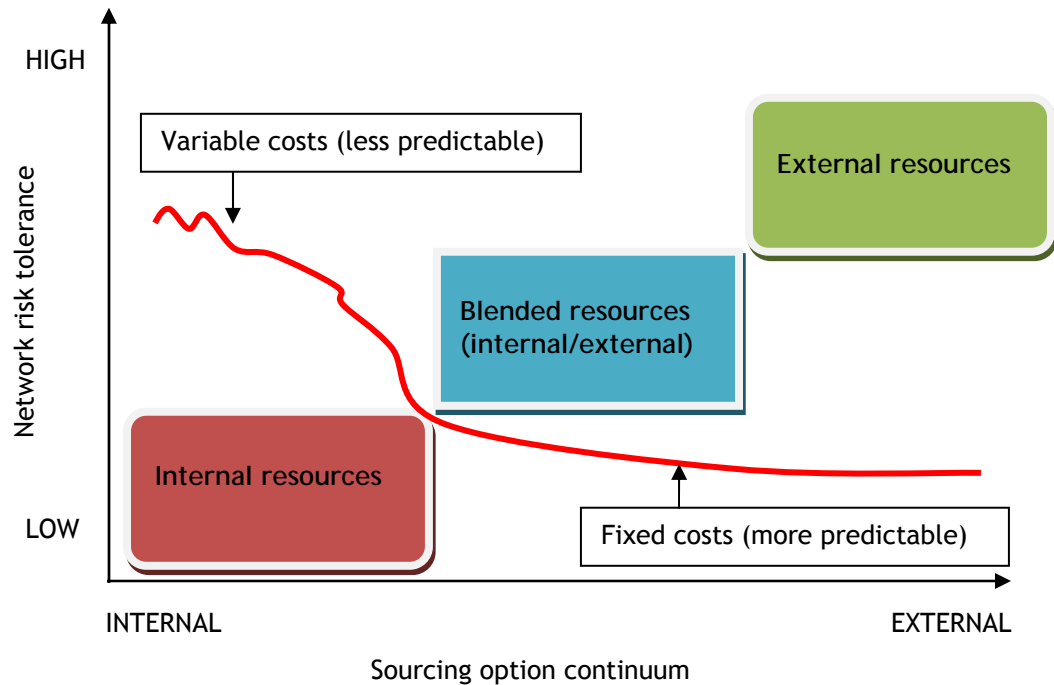 HIGH
Variable costs (less predictable)
External resources
Network risk tolerance
Blended resources
(internal/external)
Internal resources
LOW
Fixed costs (more predictable)
INTERNAL
EXTERNAL
Sourcing option continuum